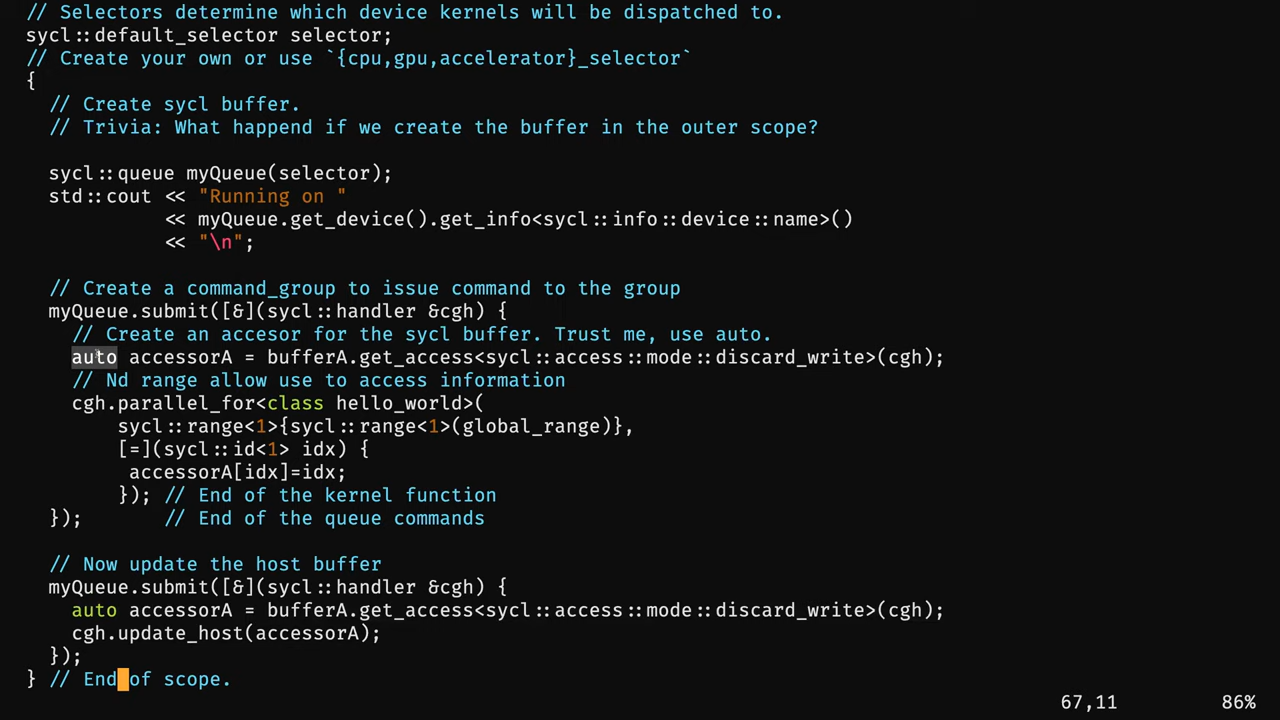 // Selectors determine which device kernels will be dispatched to.
sycl::default_selector selector;
// Create your own or use `{cpu,gpu,accelerator}_selector`
{
// Create sycl buffer.
// Trivia: What happend if we create the buffer in the outer scope?
sycl::queue myQueue(selector);
std::cout << "Running on "
<< myQueue.get_device().get_info<sycl::info::device::name>()
<< "\n";
// Create a command_group to issue command to the group
myQueue.submit([&](sycl::handler &cgh) {
// Create an accesor for the sycl buffer. Trust me, use auto.
auto accessorA = bufferA.get_access<sycl::access::mode::discard_write>(cgh);
// Nd range allow use to access information
cgh.parallel_for<class hello_world>(
sycl::range<1>{sycl::range<1>(global_range)},
[=](sycl::id<1> idx) {
accessorA[idx]=idx;
}); // End of the kernel function
}); // End of the queue commands
// Now update the host buffer
myQueue.submit([&](sycl::handler &cgh) {
auto accessorA = bufferA.get_access<sycl::access::mode::discard_write>(cgh);
cgh.update_host(accessorA);
});
} // End of scope.
67,11 86%